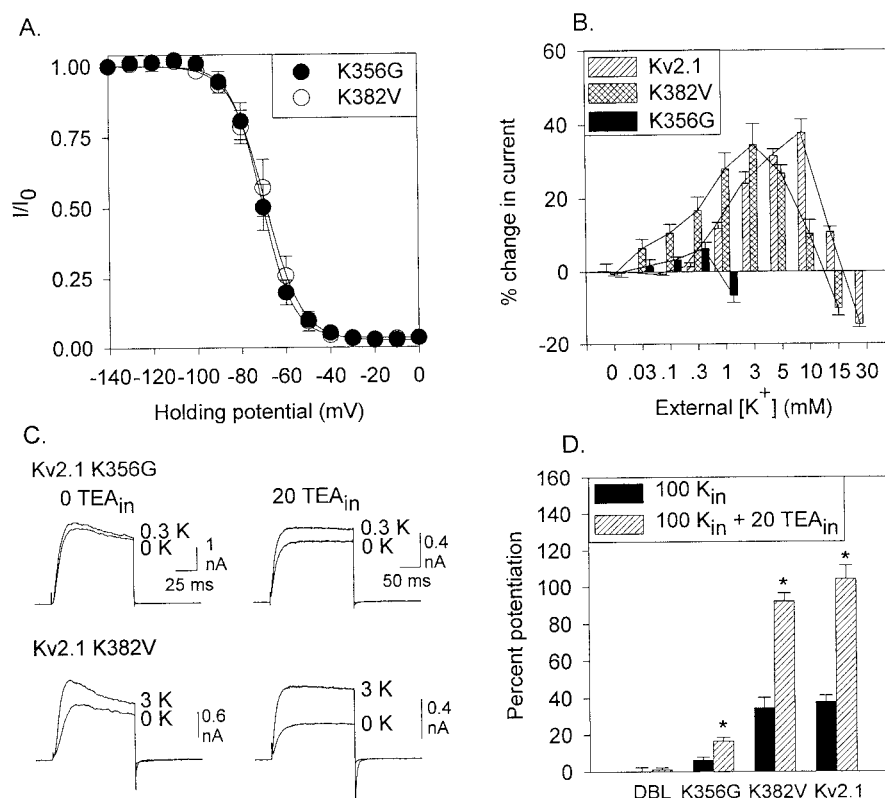 A.
1.00
0.75
0.50
0.25
0.00
I/I0
K356G
K382V
-140 -120 -100 -80 -60 -40 -20 0
Holding potential (mV)
B.
60
40
20
0
-20
% change in current
Kv2.1
K382V
K356G
0 .03 .1 .3 1 3 5 10 15 30
External [K+] (mM)
C.
Kv2.1 K356G
0 TEAin
20 TEAin
0.3 K
0 K
1
nA
25 ms
0.3 K
0 K
0.4
nA
50 ms
Kv2.1 K382V
3 K
0 K
0.6
nA
3 K
0 K
0.4
nA
D.
160
140
120
100
80
60
40
20
0
Percent potentiation
100 Kin
100 Kin + 20 TEAin
*
*
*
DBL K356G K382V Kv2.1